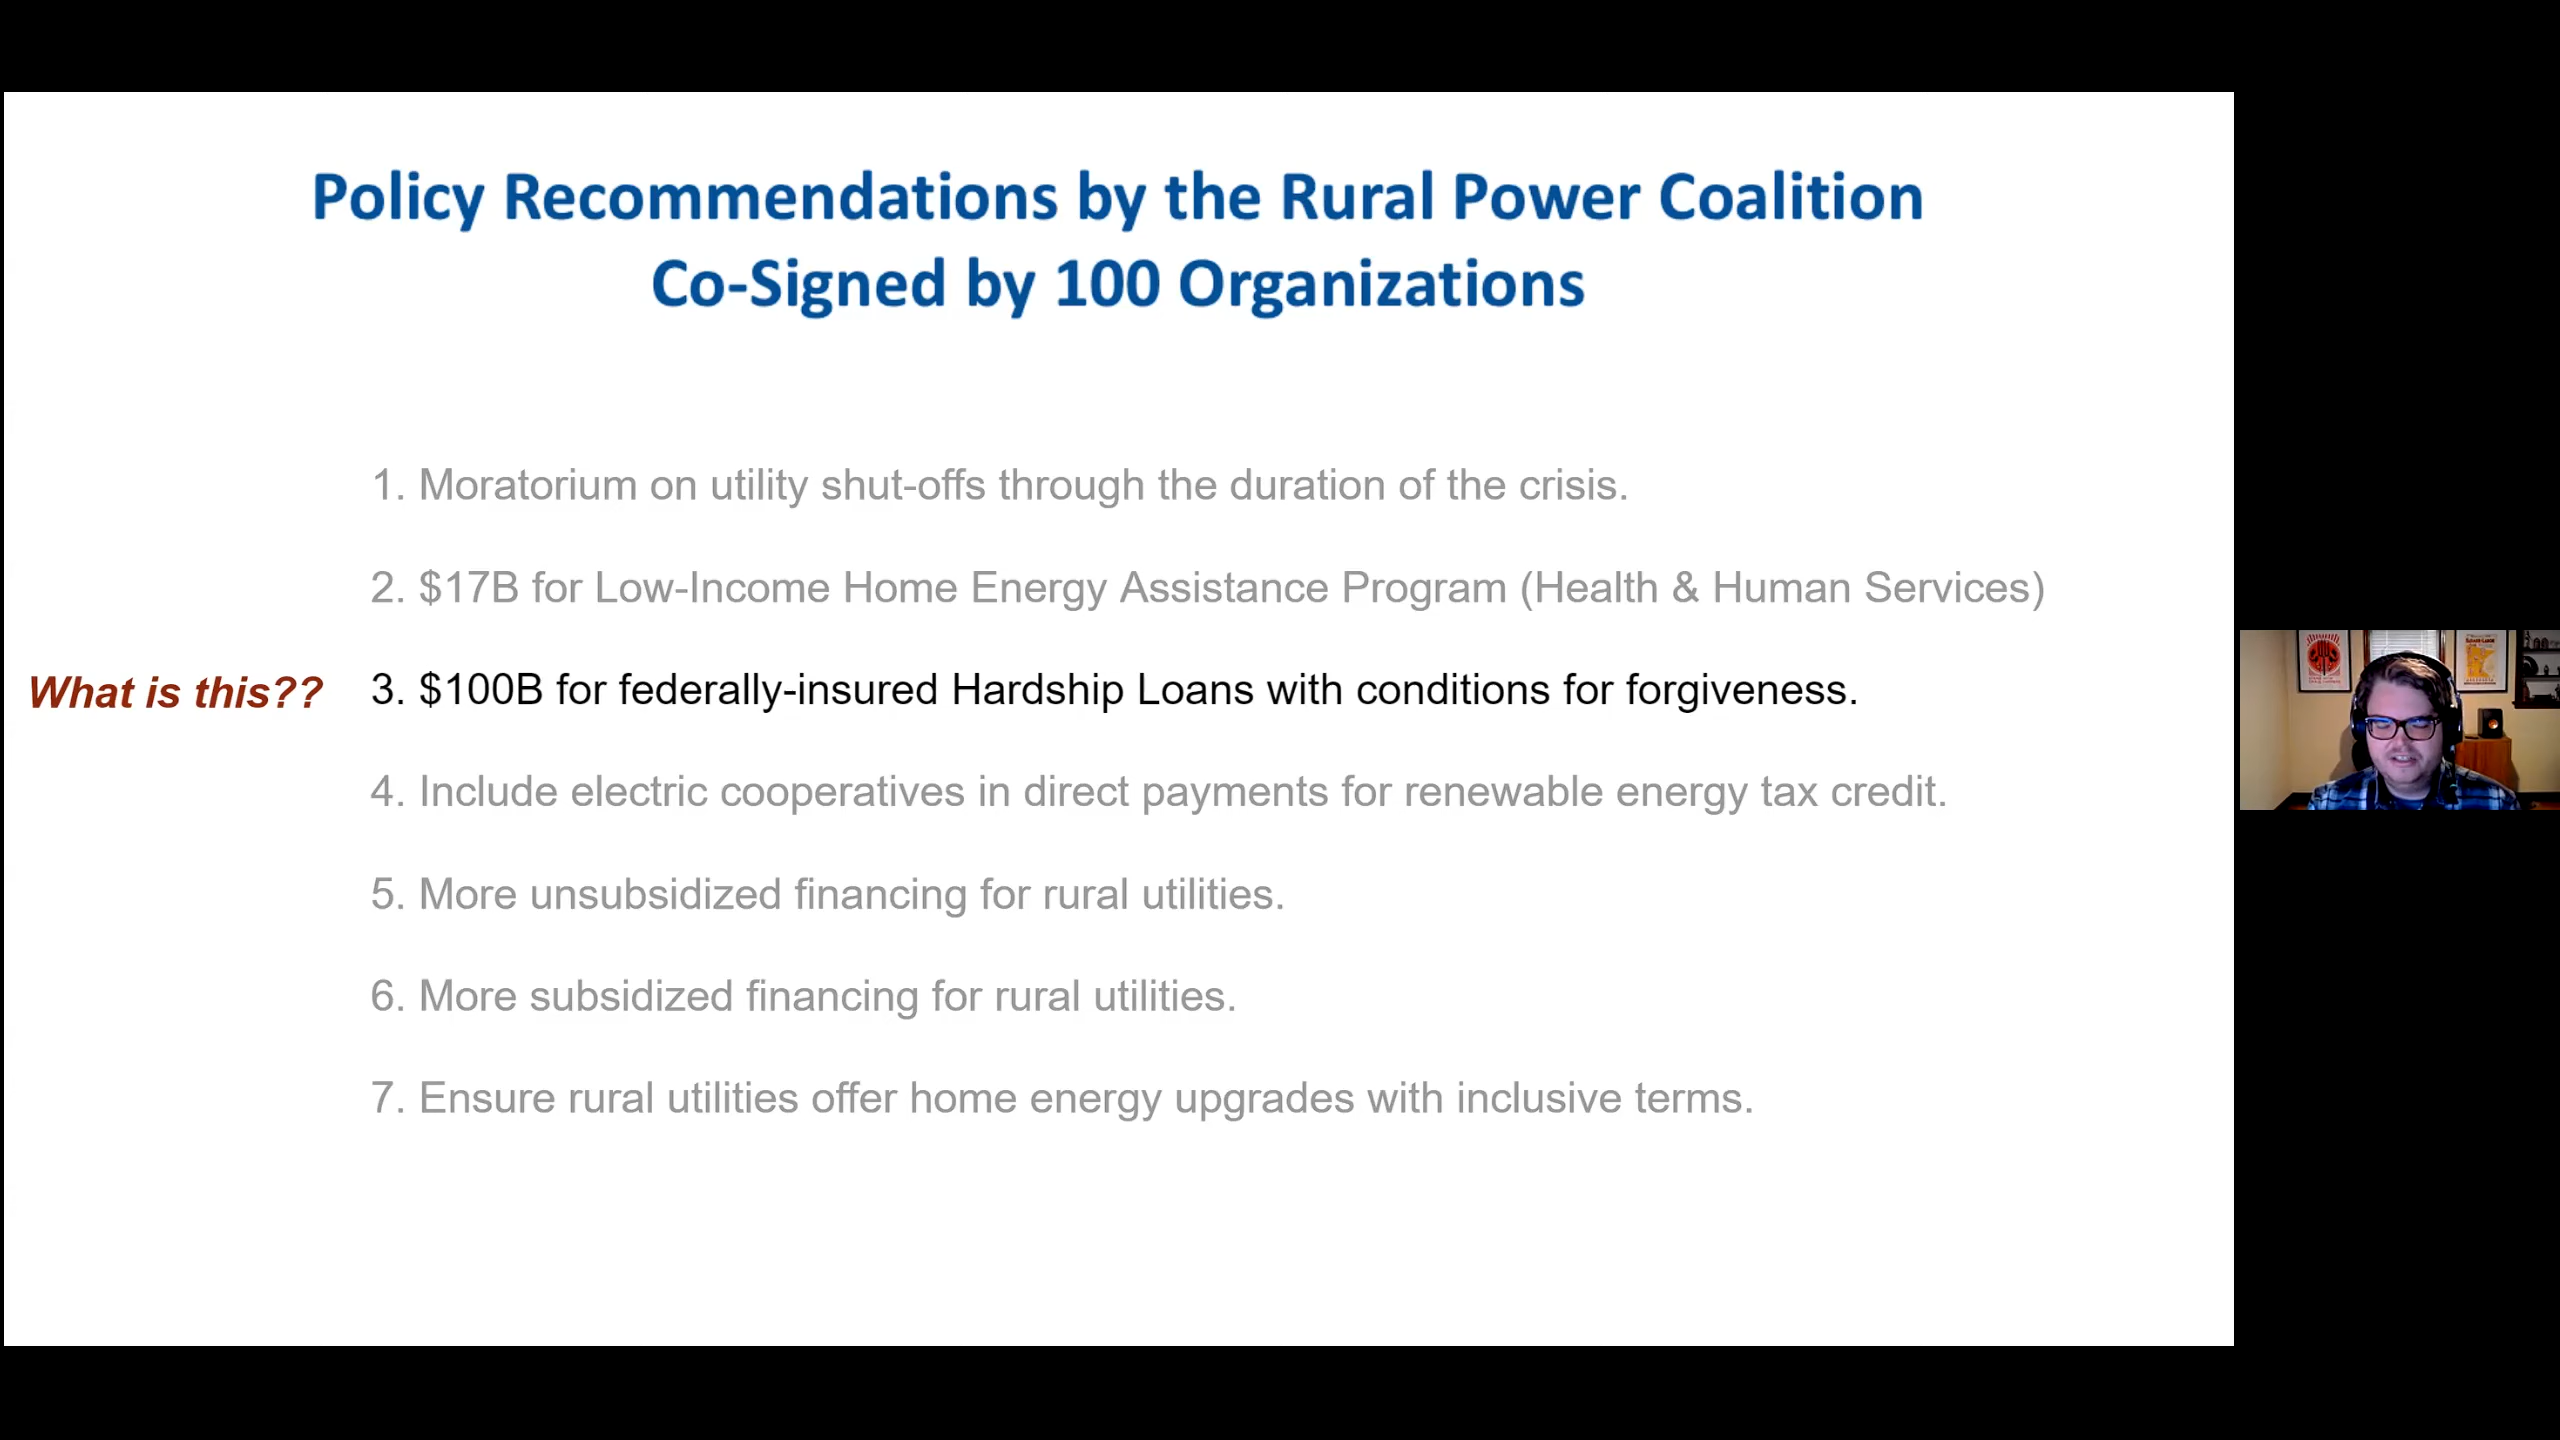 Policy Recommendations by the Rural Power Coalition
Co-Signed by 100 Organizations
1. Moratorium on utility shut-offs through the duration of the crisis.
2. $17B for Low-Income Home Energy Assistance Program (Health & Human Services)
What is this?? 3. $100B for federally-insured Hardship Loans with conditions for forgiveness.
4. Include electric cooperatives in direct payments for renewable energy tax credit.
5. More unsubsidized financing for rural utilities.
6. More subsidized financing for rural utilities.
7. Ensure rural utilities offer home energy upgrades with inclusive terms.